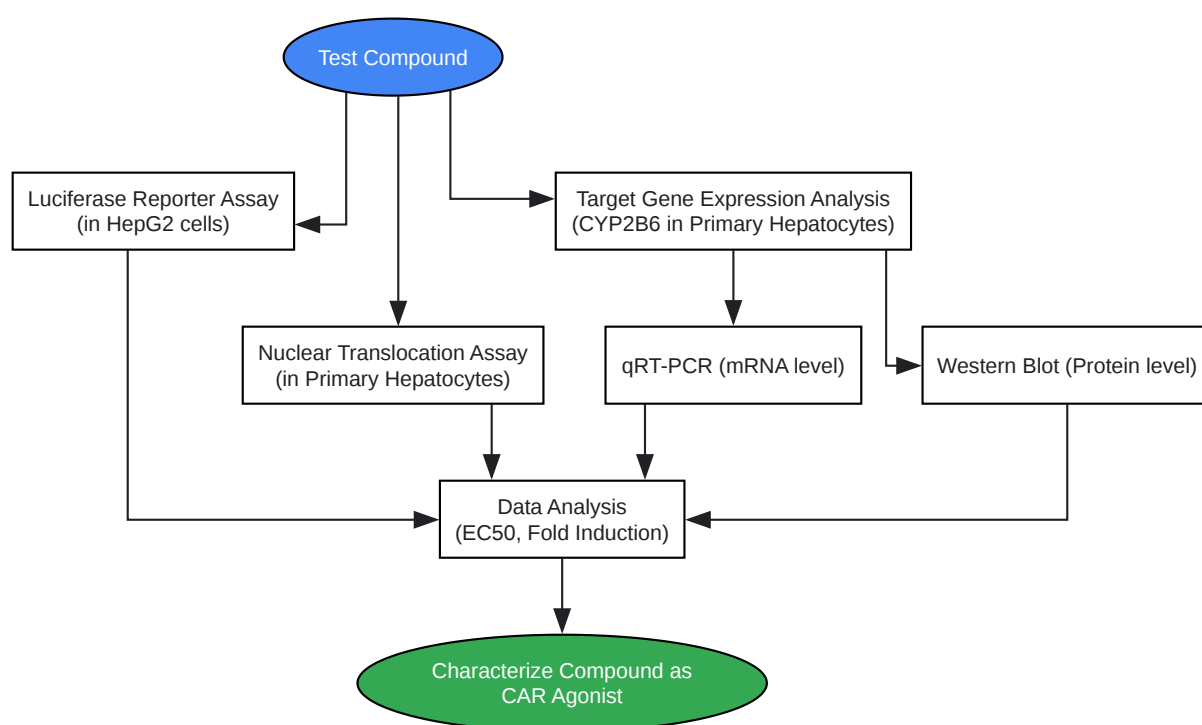 Test Compound
Luciferase Reporter Assay
(in HepG2 cells)
Target Gene Expression Analysis
(CYP2B6 in Primary Hepatocytes)
Nuclear Translocation Assay
(in Primary Hepatocytes)
qRT-PCR (mRNA level)
Western Blot (Protein level)
Data Analysis
(EC50, Fold Induction)
Characterize Compound as
CAR Agonist